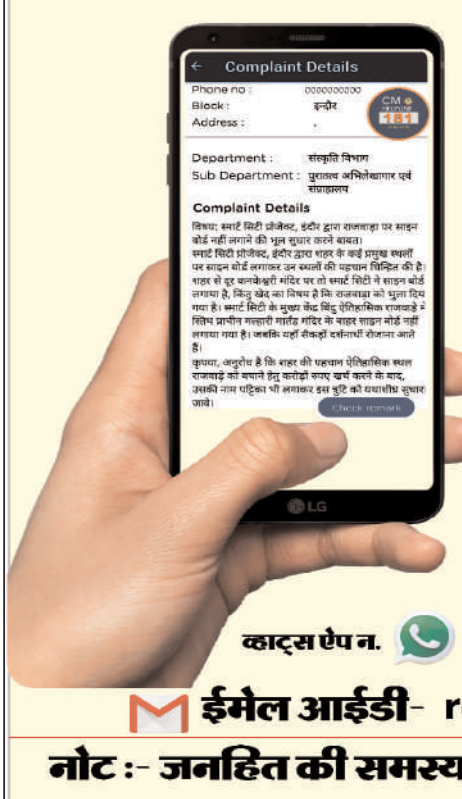 ← Complaint Details
Phone no : 0000000000
Block : इन्दौर
Address : .
CM
HELPLINE
181
Department : संस्कृति विभाग
Sub Department : पुरातत्व अभिलेखागार एवं
संग्रहालय
Complaint Details
विषय: स्मार्ट सिटी प्रोजेक्ट, इंदौर द्वारा राजवाड़ा पर साइन
बोर्ड नहीं लगाने की भूल सुधार करने बाबत।
स्मार्ट सिटी प्रोजेक्ट, इंदौर द्वारा शहर के कई प्रमुख स्थलों
पर साइन बोर्ड लगाकर उन स्थलों की पहचान चिन्हित की है।
शहर से दूर कनकेश्वरी मंदिर पर तो स्मार्ट सिटी ने साइन बोर्ड
लगाया है, किंतु खेद का विषय है कि राजवाड़ा को भुला दिय
गया है। स्मार्ट सिटी के मुख्य केंद्र बिंदु ऐतिहासिक राजवाड़े में
स्तिथ प्राचीन मल्हारी मार्तंड मंदिर के बाहर साइन बोर्ड नहीं
लगाया गया है। जबकि यहाँ सैकड़ों दर्शनार्थी रोजाना आते
हैं।
कृपया, अनुरोध है कि शहर की पहचान ऐतिहासिक स्थल
राजवाड़े को बचाने हेतु करोड़ों रुपए खर्च करने के बाद,
उसकी नाम पट्टिका भी लगाकर इस त्रुटि को यथाशीघ्र सुधार
जावे।
Check remark
LG
व्हाट्स ऐप न.
ईमेल आईडी- r
नोट :- जनहित की समस्य